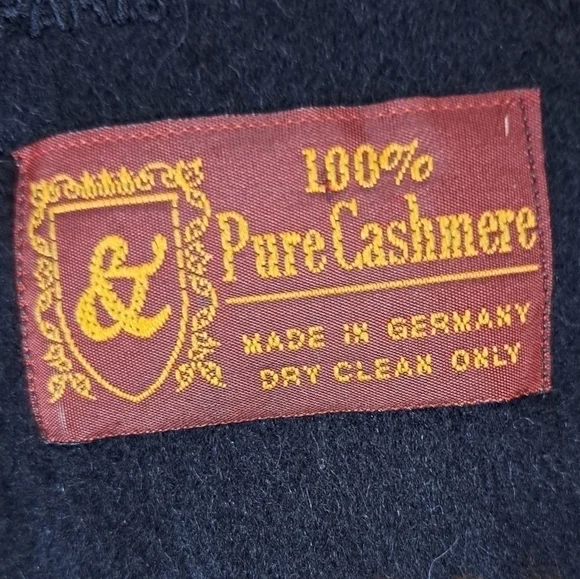 &
100%
Pure Cashmere
MADE IN GERMANY
DRY CLEAN ONLY